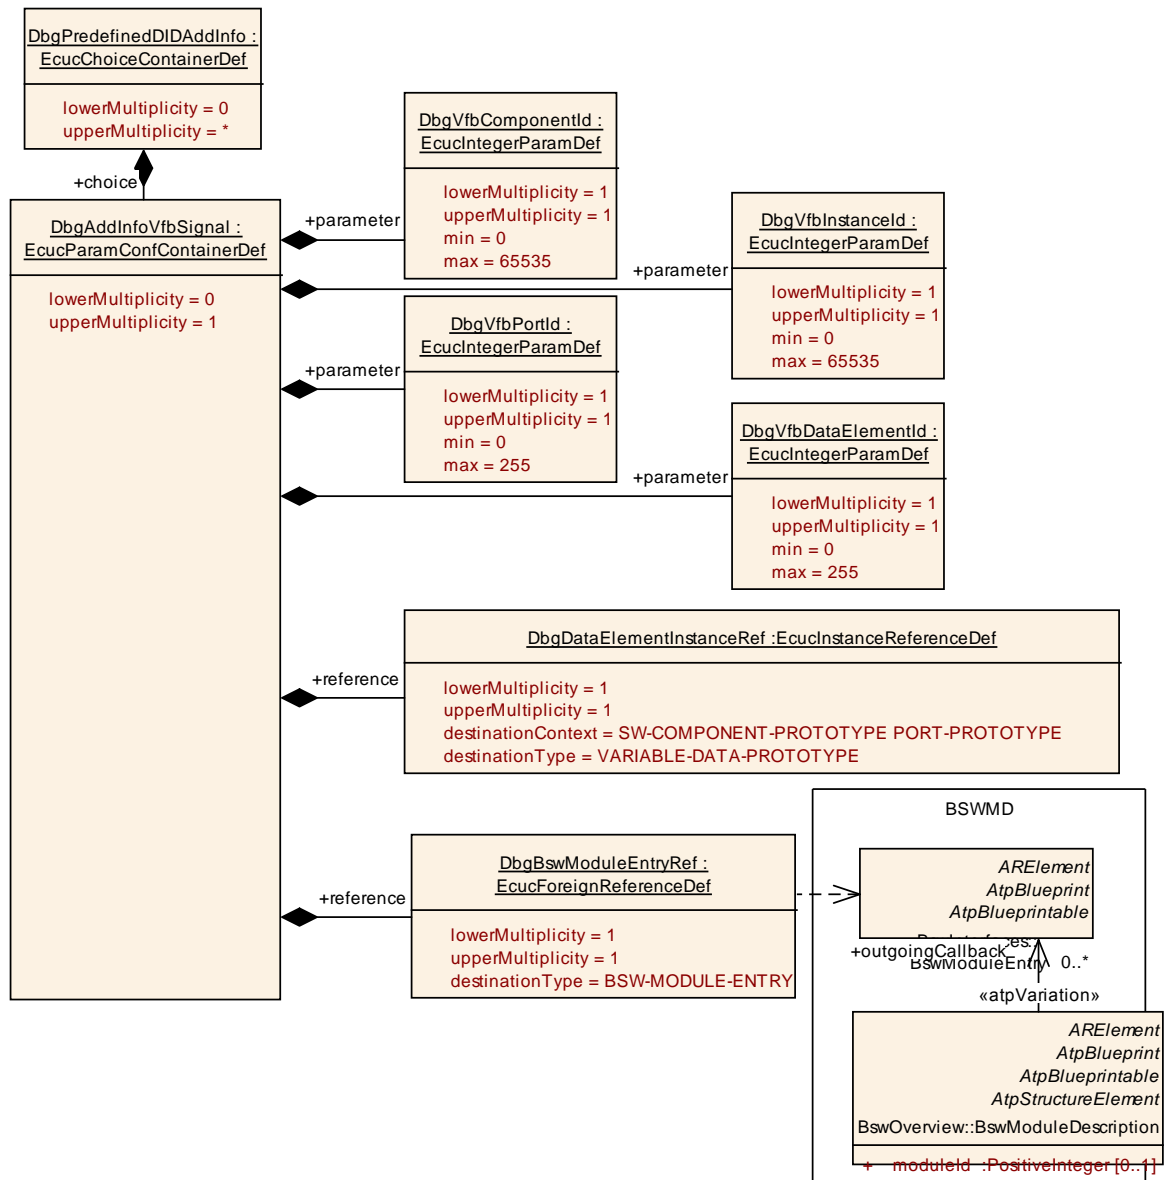 DbgPredefinedDIDAddInfo :
EcucChoiceContainerDef
lowerMultiplicity = 0
upperMultiplicity = *
+choice
DbgAddInfoVfbSignal :
EcucParamConfContainerDef
lowerMultiplicity = 0
upperMultiplicity = 1
+parameter
DbgVfbComponentId :
EcucIntegerParamDef
lowerMultiplicity = 1
upperMultiplicity = 1
min = 0
max = 65535
+parameter
DbgVfbInstanceId :
EcucIntegerParamDef
lowerMultiplicity = 1
upperMultiplicity = 1
min = 0
max = 65535
+parameter
DbgVfbPortId :
EcucIntegerParamDef
lowerMultiplicity = 1
upperMultiplicity = 1
min = 0
max = 255
+parameter
DbgVfbDataElementId :
EcucIntegerParamDef
lowerMultiplicity = 1
upperMultiplicity = 1
min = 0
max = 255
+reference
DbgDataElementInstanceRef :EcucInstanceReferenceDef
lowerMultiplicity = 1
upperMultiplicity = 1
destinationContext = SW-COMPONENT-PROTOTYPE PORT-PROTOTYPE
destinationType = VARIABLE-DATA-PROTOTYPE
+reference
DbgBswModuleEntryRef :
EcucForeignReferenceDef
lowerMultiplicity = 1
upperMultiplicity = 1
destinationType = BSW-MODULE-ENTRY
BSWMD
ARElement
AtpBlueprint
AtpBlueprintable
+outgoingCallback
BswModuleEntry
0..*
«atpVariation»
ARElement
AtpBlueprint
AtpBlueprintable
AtpStructureElement
BswOverview::BswModuleDescription
+ moduleId :PositiveInteger [0..1]